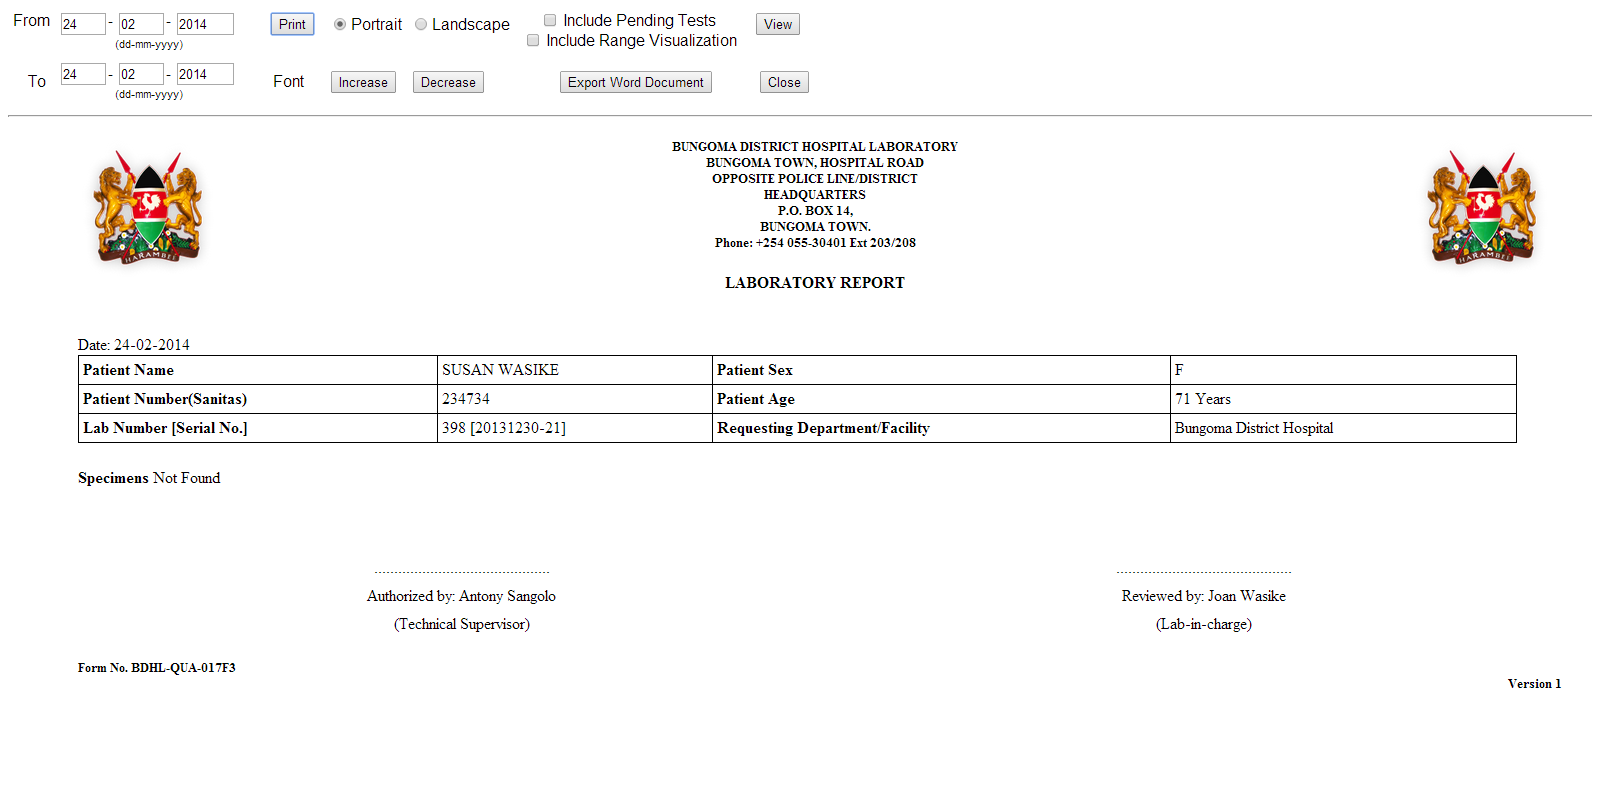 From 24 - 02 - 2014 Print Portrait Landscape Include Pending Tests View
(dd-mm-yyyy) Include Range Visualization
To 24 - 02 - 2014 Font Increase Decrease Export Word Document Close
(dd-mm-yyyy)
BUNGOMA DISTRICT HOSPITAL LABORATORY
BUNGOMA TOWN, HOSPITAL ROAD
OPPOSITE POLICE LINE/DISTRICT
HEADQUARTERS
P.O. BOX 14,
BUNGOMA TOWN.
Phone: +254 055-30401 Ext 203/208
HARAMBEE HARAMBEE
LABORATORY REPORT
Date: 24-02-2014
Patient Name SUSAN WASIKE Patient Sex F
Patient Number(Sanitas) 234734 Patient Age 71 Years
Lab Number [Serial No.] 398 [20131230-21] Requesting Department/Facility Bungoma District Hospital
Specimens Not Found
Authorized by: Antony Sangolo Reviewed by: Joan Wasike
(Technical Supervisor) (Lab-in-charge)
Form No. BDHL-QUA-017F3
Version 1